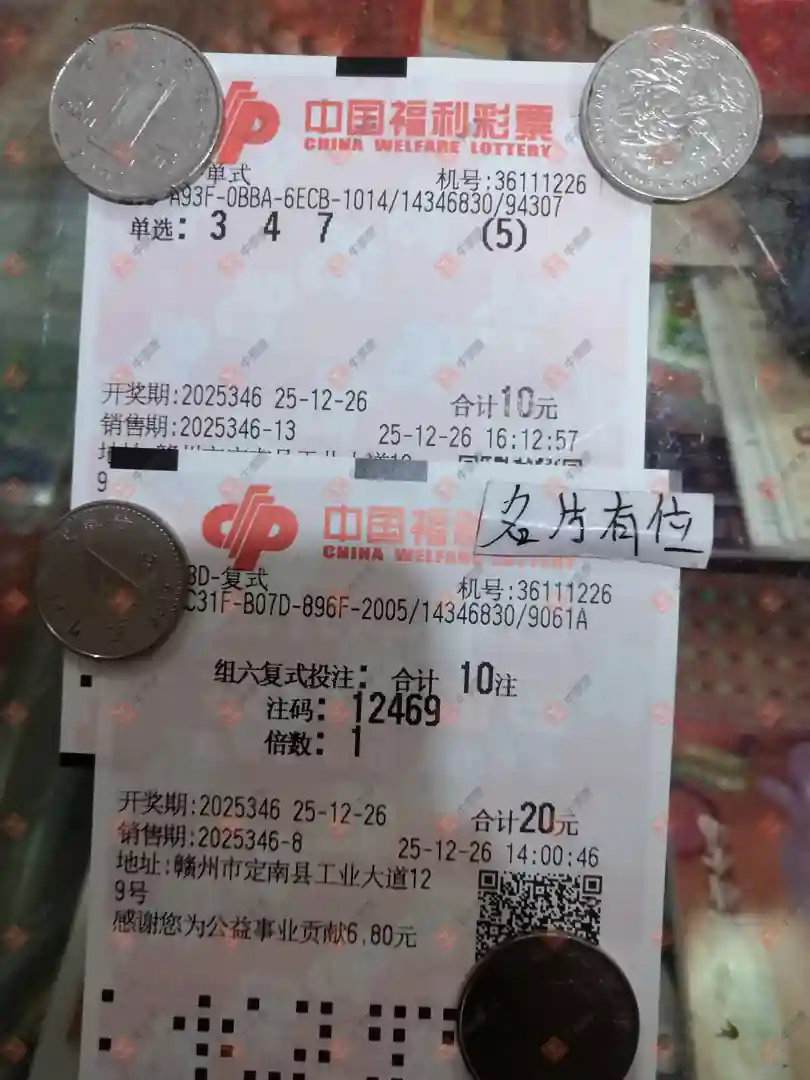 中国福利彩票
CHINA WELFARE LOTTERY
单式 机号:36111226
A93F-0BBA-6ECB-1014/14346830/94307
单选: 3 4 7 (5)
开奖期:2025346 25-12-26 合计10元
销售期:2025346-13 25-12-26 16:12:57
9
名片有位
中国福
CHINA WELFARE LOTTERY
3D-复式 机号:36111226
C31F-B07D-896F-2005/14346830/9061A
组六复式投注: 合计 10注
注码: 12469
倍数: 1
开奖期:2025346 25-12-26 合计20元
销售期:2025346-8 25-12-26 14:00:46
地址:赣州市定南县工业大道12
9号
感谢您为公益事业贡献6.80元